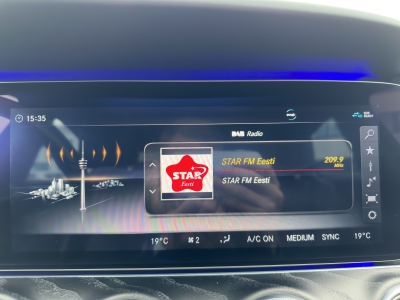 15:35
DAB Radio
STAR FM Eesti 209.9
MHz
STAR
Eesti
STAR FM Eesti
19°C 2 A/C ON MEDIUM SYNC 19°C